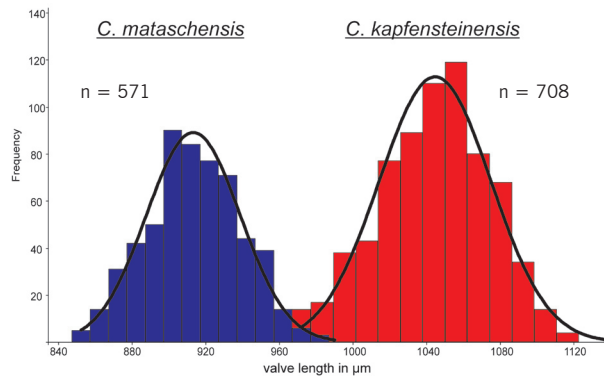 C. mataschensis
C. kapfensteinensis
n = 571
n = 708
Frequency
140
120
100
80
60
40
20
840
880
920
960
1000
1040
1080
1120
valve length in µm